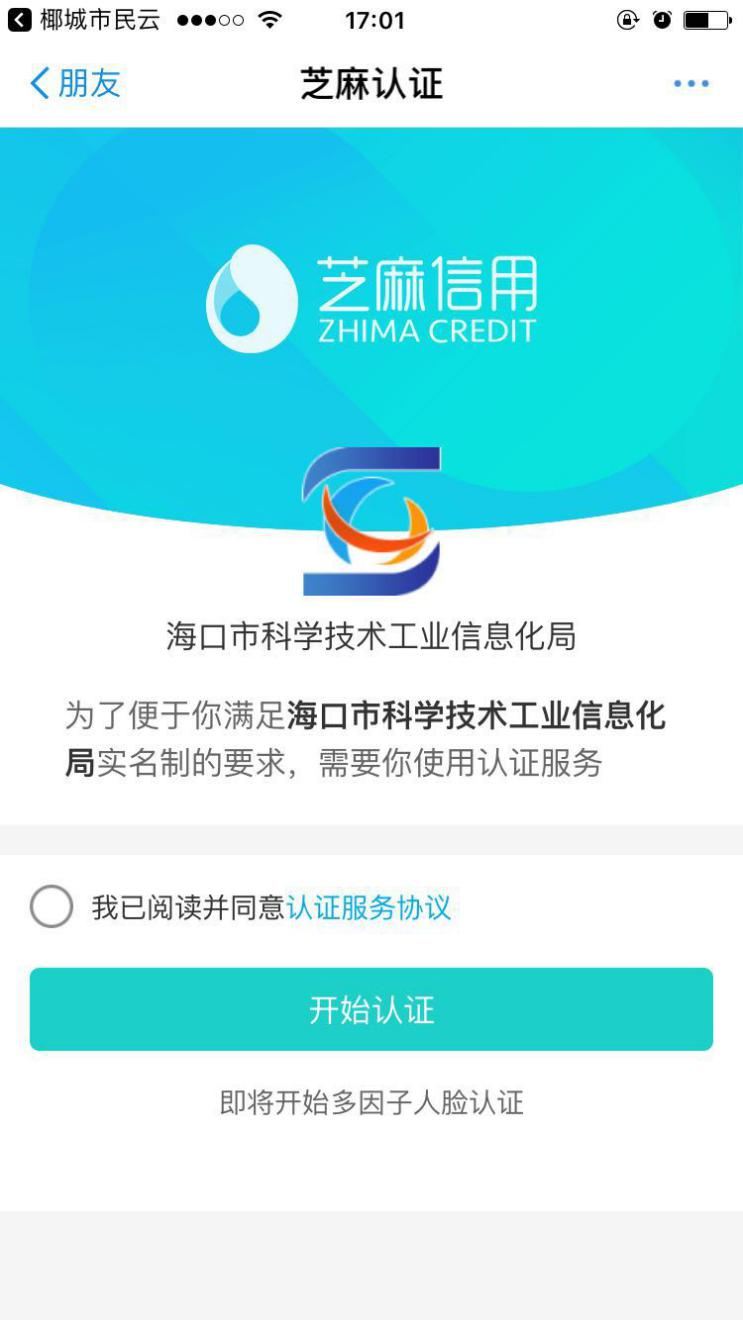 椰城市民云
17:01
朋友
芝麻认证
芝麻信用
ZHIMA CREDIT
海口市科学技术工业信息化局
为了便于你满足海口市科学技术工业信息化
局实名制的要求，需要你使用认证服务
我已阅读并同意认证服务协议
开始认证
即将开始多因子人脸认证